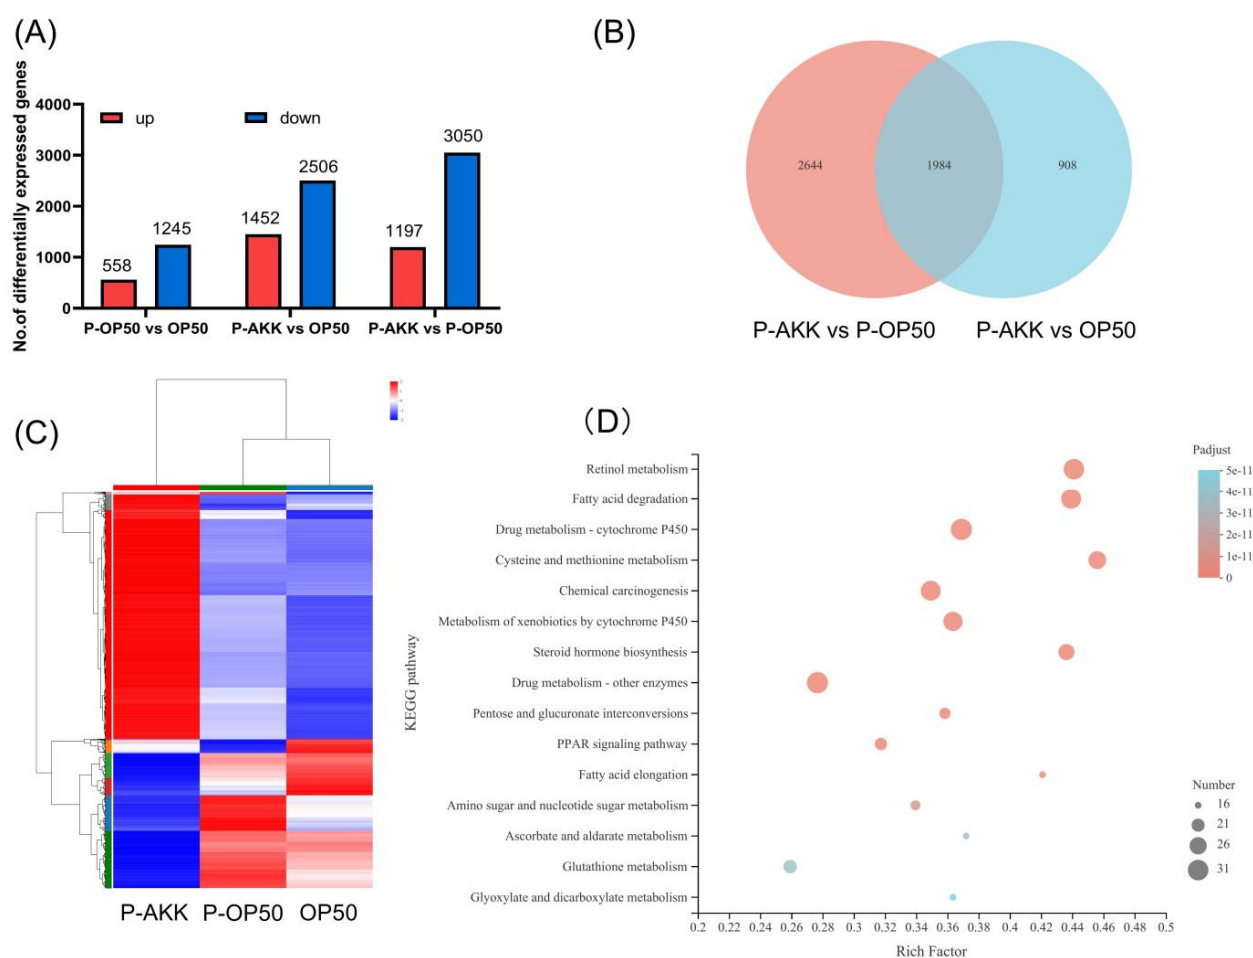 (A)
No.of differentially expressed genes
4000
3000
2000
1000
0
up
down
558
1245
1452
2506
1197
3050
P-OP50 vs OP50
P-AKK vs OP50
P-AKK vs P-OP50
(B)
2644
1984
908
P-AKK vs P-OP50
P-AKK vs OP50
(C)
P-AKK
P-OP50
OP50
(D)
KEGG pathway
Retinol metabolism
Fatty acid degradation
Drug metabolism - cytochrome P450
Cysteine and methionine metabolism
Chemical carcinogenesis
Metabolism of xenobiotics by cytochrome P450
Steroid hormone biosynthesis
Drug metabolism - other enzymes
Pentose and glucuronate interconversions
PPAR signaling pathway
Fatty acid elongation
Amino sugar and nucleotide sugar metabolism
Ascorbate and aldarate metabolism
Glutathione metabolism
Glyoxylate and dicarboxylate metabolism
0.2 0.22 0.24 0.26 0.28 0.3 0.32 0.34 0.36 0.38 0.4 0.42 0.44 0.46 0.48 0.5
Rich Factor
Padjust
5e-11
4e-11
3e-11
2e-11
1e-11
0
Number
16
21
26
31